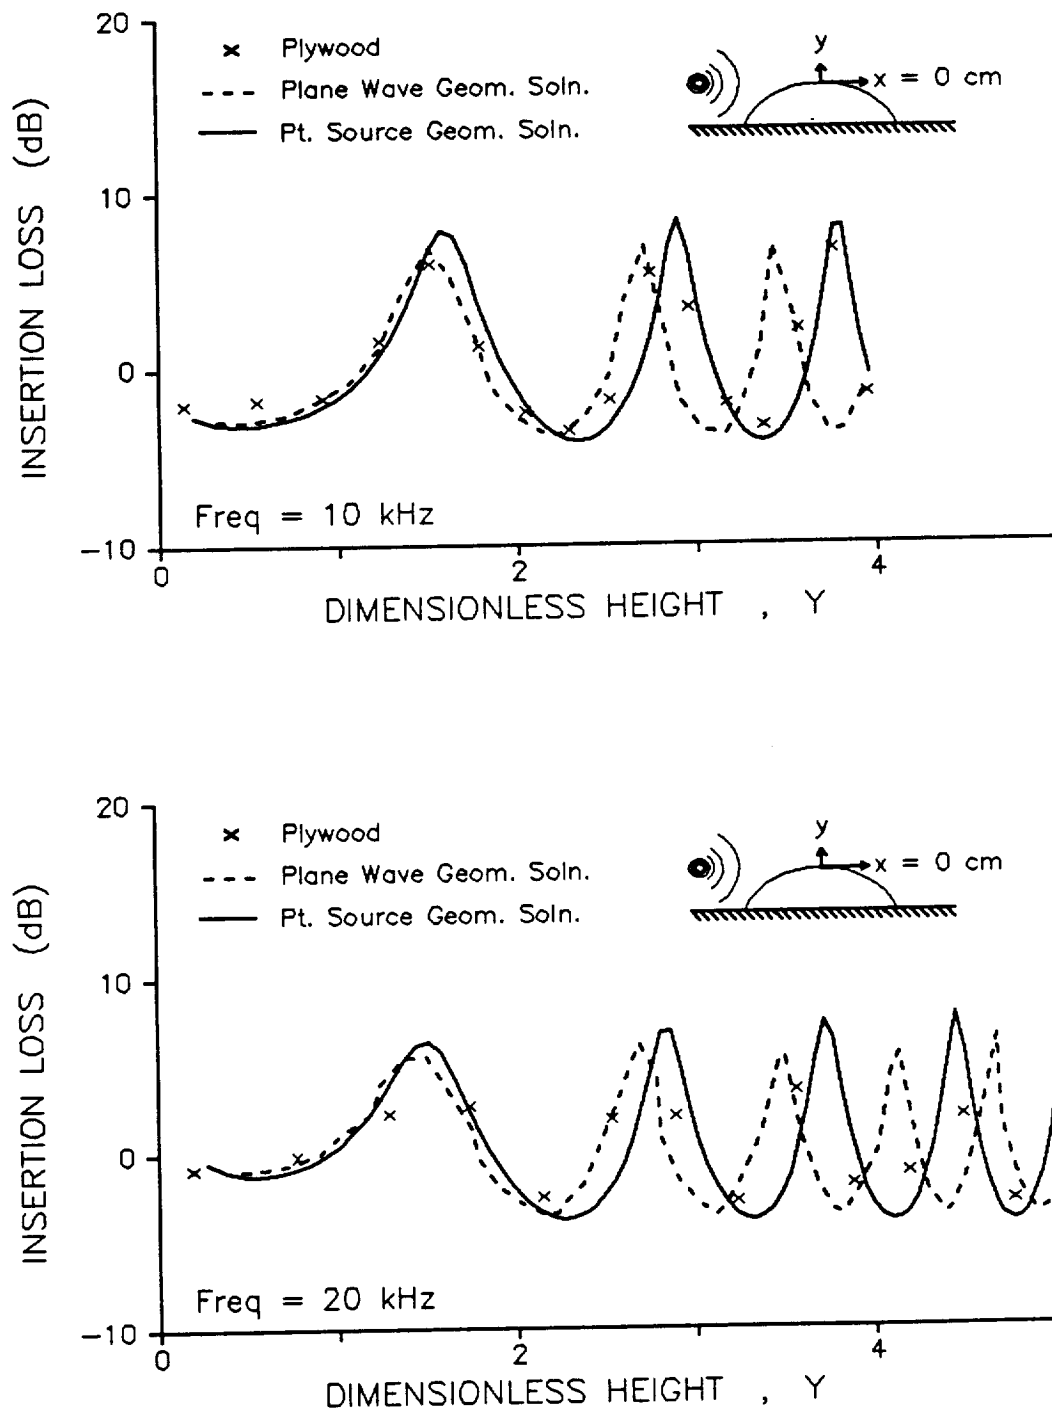 20
× Plywood
Plane Wave Geom. Soln.
Pt. Source Geom. Soln.
y
x = 0 cm
INSERTION LOSS (dB)
10
0
-10
Freq = 10 kHz
0 2 4
DIMENSIONLESS HEIGHT , Y
20
× Plywood
Plane Wave Geom. Soln.
Pt. Source Geom. Soln.
y
x = 0 cm
INSERTION LOSS (dB)
10
0
-10
Freq = 20 kHz
0 2 4
DIMENSIONLESS HEIGHT , Y